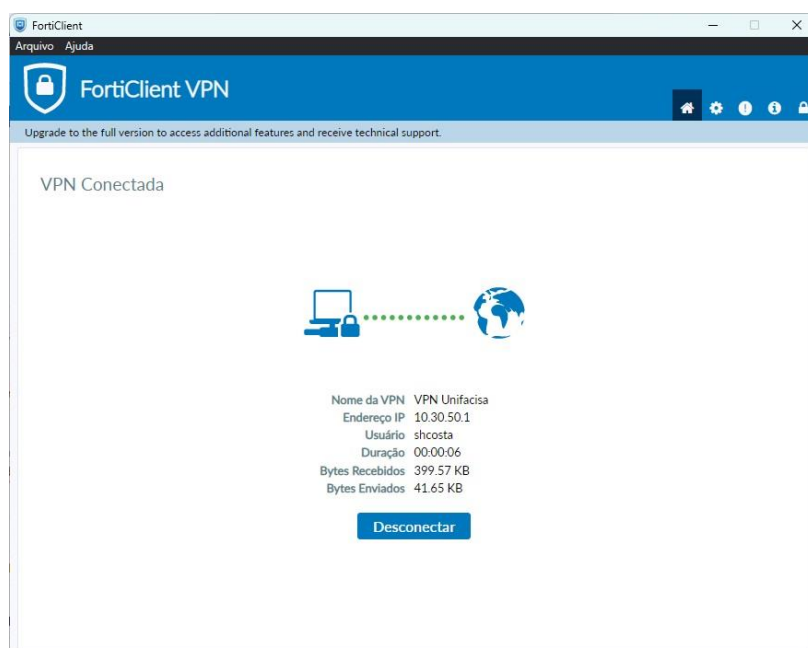 FortiClient
Arquivo Ajuda
FortiClient VPN
Upgrade to the full version to access additional features and receive technical support.
VPN Conectada
Nome da VPN VPN Unifacisa
Endereço IP 10.30.50.1
Usuário shcosta
Duração 00:00:06
Bytes Recebidos 399.57 KB
Bytes Enviados 41.65 KB
Desconectar